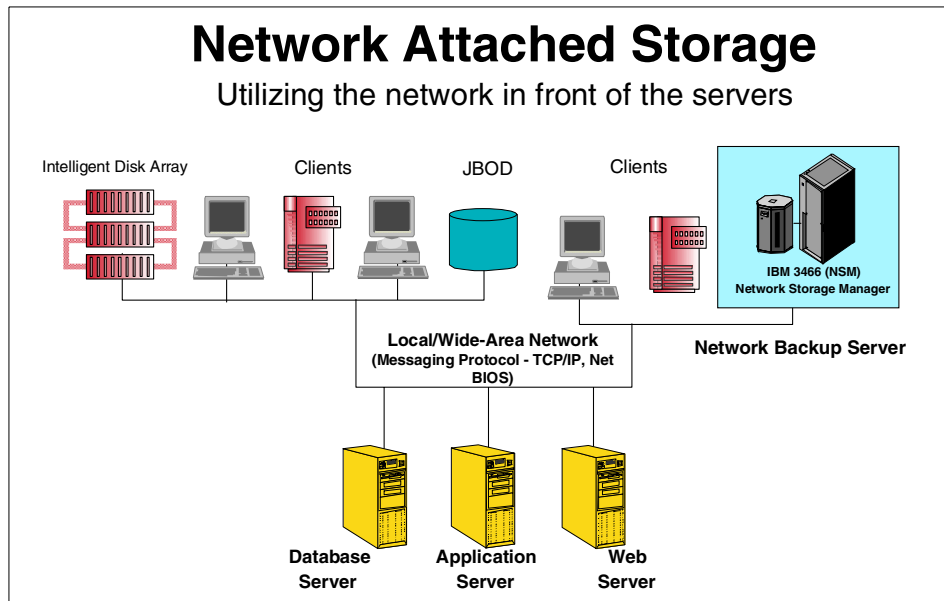 Network Attached Storage
Utilizing the network in front of the servers
Intelligent Disk Array
Clients
JBOD
Clients
IBM 3466 (NSM)
Network Storage Manager
Local/Wide-Area Network
(Messaging Protocol - TCP/IP, Net
BIOS)
Network Backup Server
Database
Server
Application
Server
Web
Server